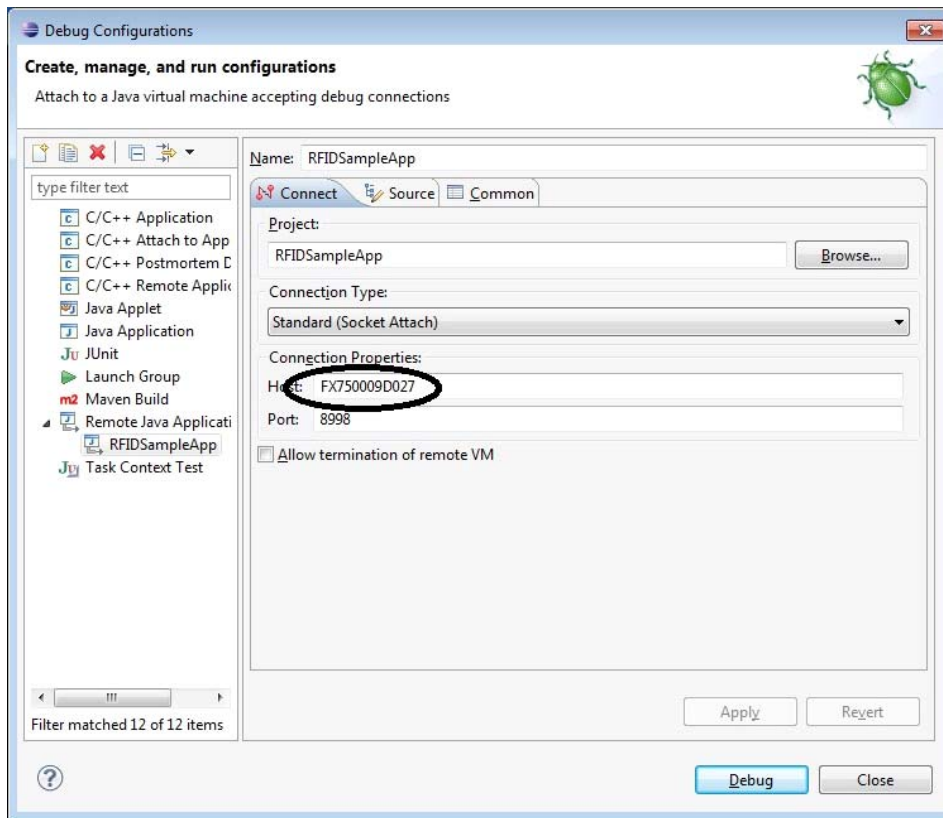 Debug Configurations
Create, manage, and run configurations
Attach to a Java virtual machine accepting debug connections
type filter text
C/C++ Application
C/C++ Attach to App
C/C++ Postmortem D
C/C++ Remote Applic
Java Applet
Java Application
JUnit
Launch Group
Maven Build
Remote Java Applicati
RFIDSampleApp
Task Context Test
Filter matched 12 of 12 items
Name: RFIDSampleApp
Connect Source Common
Project:
RFIDSampleApp Browse...
Connection Type:
Standard (Socket Attach)
Connection Properties:
Host: FX750009D027
Port: 8998
Allow termination of remote VM
Apply Revert
Debug Close